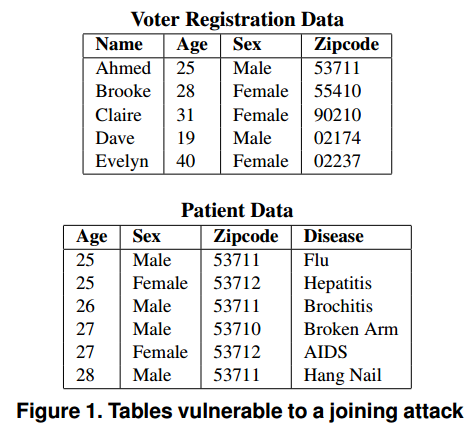 Voter Registration Data
Name Age Sex Zipcode
Ahmed 25 Male 53711
Brooke 28 Female 55410
Claire 31 Female 90210
Dave 19 Male 02174
Evelyn 40 Female 02237
Patient Data
Age Sex Zipcode Disease
25 Male 53711 Flu
25 Female 53712 Hepatitis
26 Male 53711 Brochitis
27 Male 53710 Broken Arm
27 Female 53712 AIDS
28 Male 53711 Hang Nail
Figure 1. Tables vulnerable to a joining attack